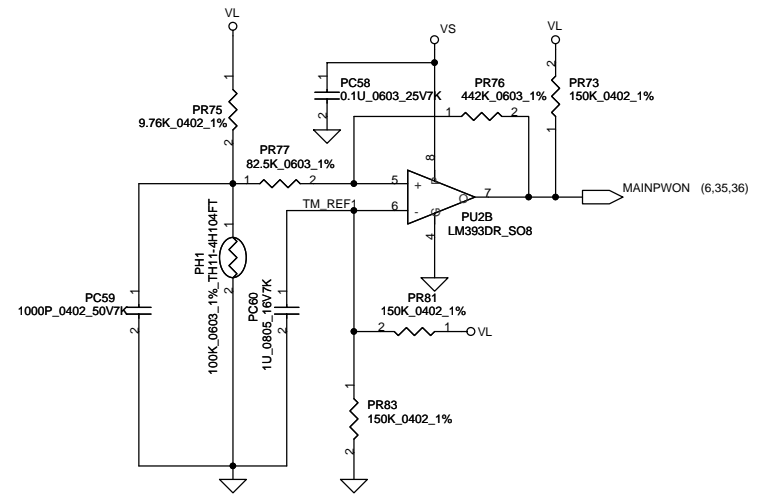 VL
VS
VL
PR75
9.76K_0402_1%
1
2
PC58
0.1U_0603_25V7K
1
2
PR76
442K_0603_1%
1
2
PR73
150K_0402_1%
2
1
PR77
82.5K_0603_1%
1
2
5
6
+
-
8
P
O
G
4
7
PU2B
LM393DR_SO8
MAINPWON (6,35,36)
TM_REF1
PH1
100K_0603_1%_TH11-4H104FT
1
2
PC59
1000P_0402_50V7K
1
2
PC60
1U_0805_16V7K
1
2
PR81
150K_0402_1%
2
1
VL
PR83
150K_0402_1%
1
2